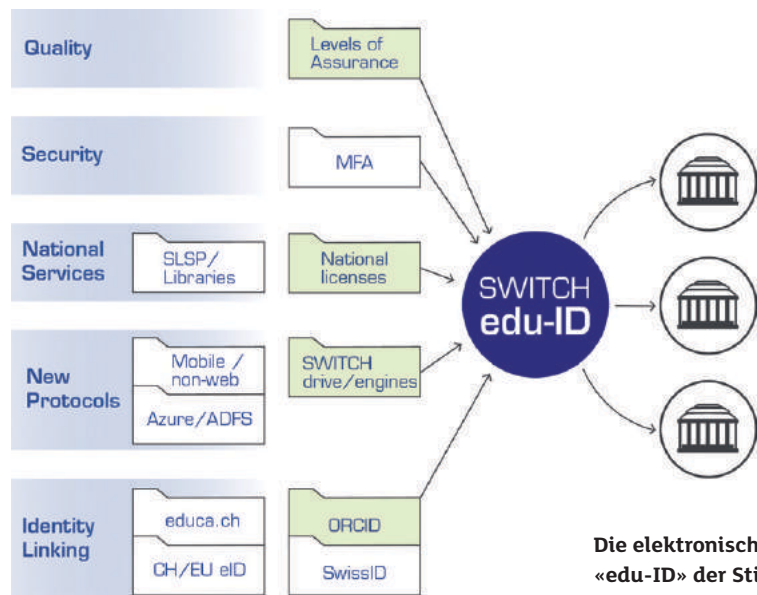 Quality
Levels of
Assurance
Security
MFA
National
Services
SLSP/
Libraries
National
licenses
New
Protocols
Mobile /
non-web
Azure/ADFS
SWITCH
drive/engines
Identity
Linking
educa.ch
CH/EU eID
ORCID
SwissID
SWITCH
edu-ID
Die elektronisch
«edu-ID» der Sti